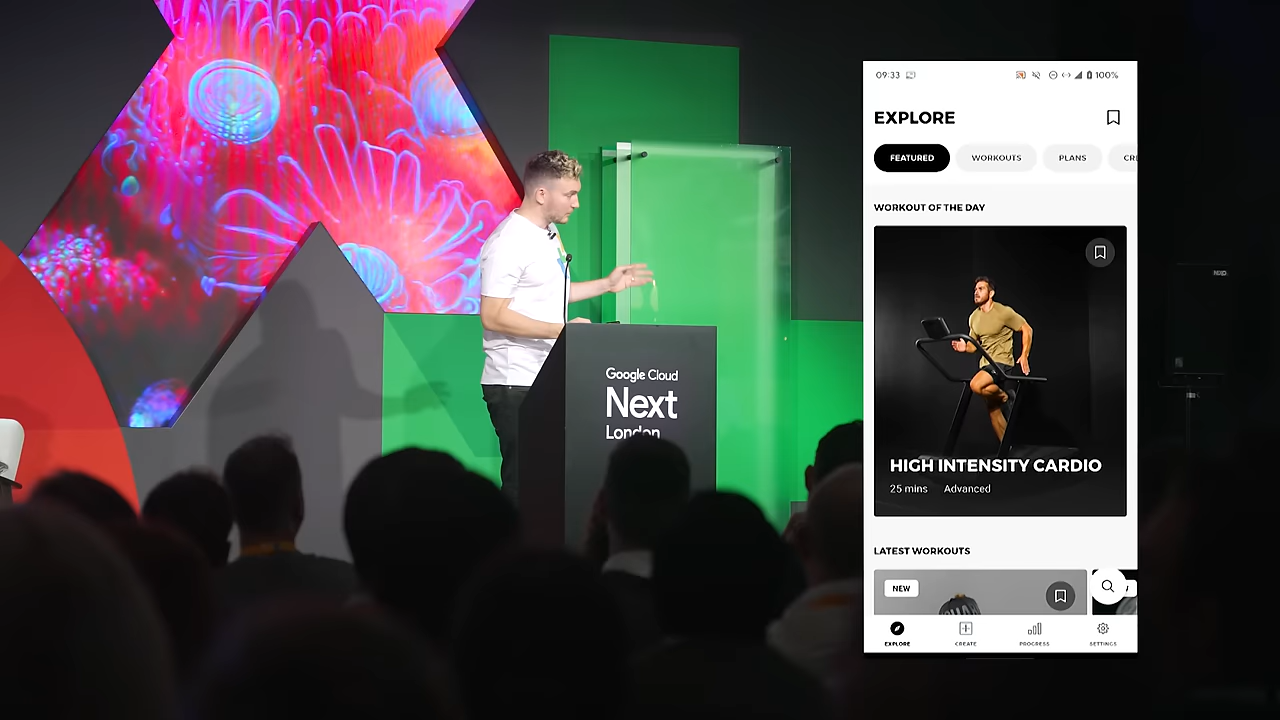 Google Cloud
Next
London
09:33
100%
EXPLORE
FEATURED
WORKOUTS
PLANS
WORKOUT OF THE DAY
HIGH INTENSITY CARDIO
25 mins Advanced
LATEST WORKOUTS
NEW
EXPLORE
CREATE
PROGRESS
SETTINGS